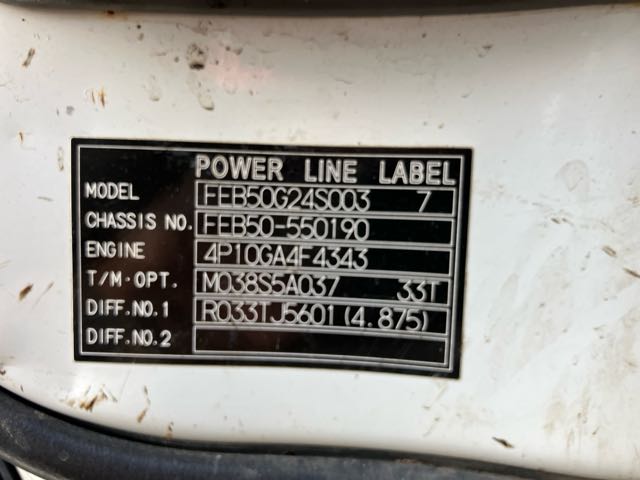 POWER LINE LABEL
MODEL FEB50G24S003 7
CHASSIS NO. FEB50-550190
ENGINE 4P10GA4F4343
T/M·OPT. M038S5A037 33T
DIFF.NO.1 R033TJ5601 (4.875)
DIFF.NO.2